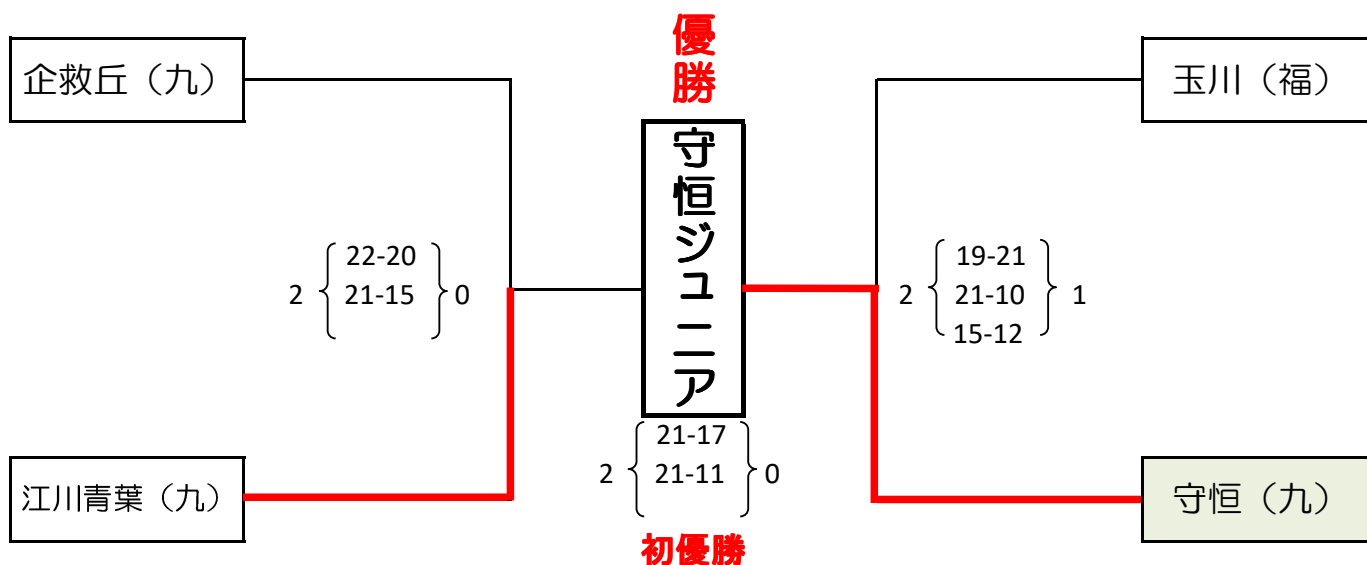 優勝
企救丘（九）
玉川（福）
守恒ジュニア
22-20
2 21-15 0
19-21
2 21-10 1
15-12
21-17
2 21-11 0
江川青葉（九）
守恒（九）
初優勝